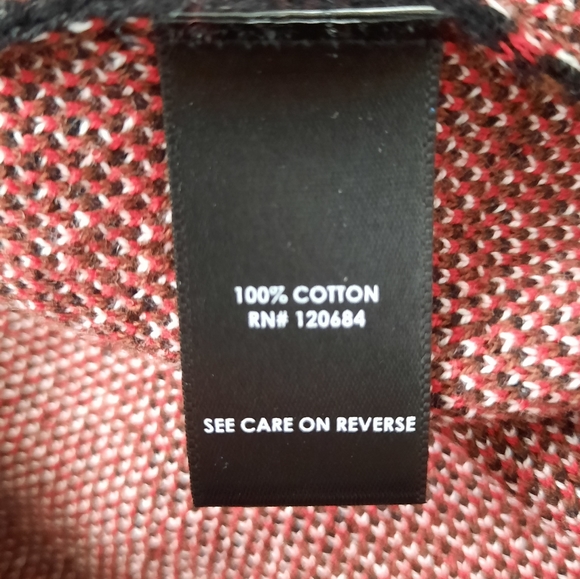 100% COTTON
RN# 120684
SEE CARE ON REVERSE